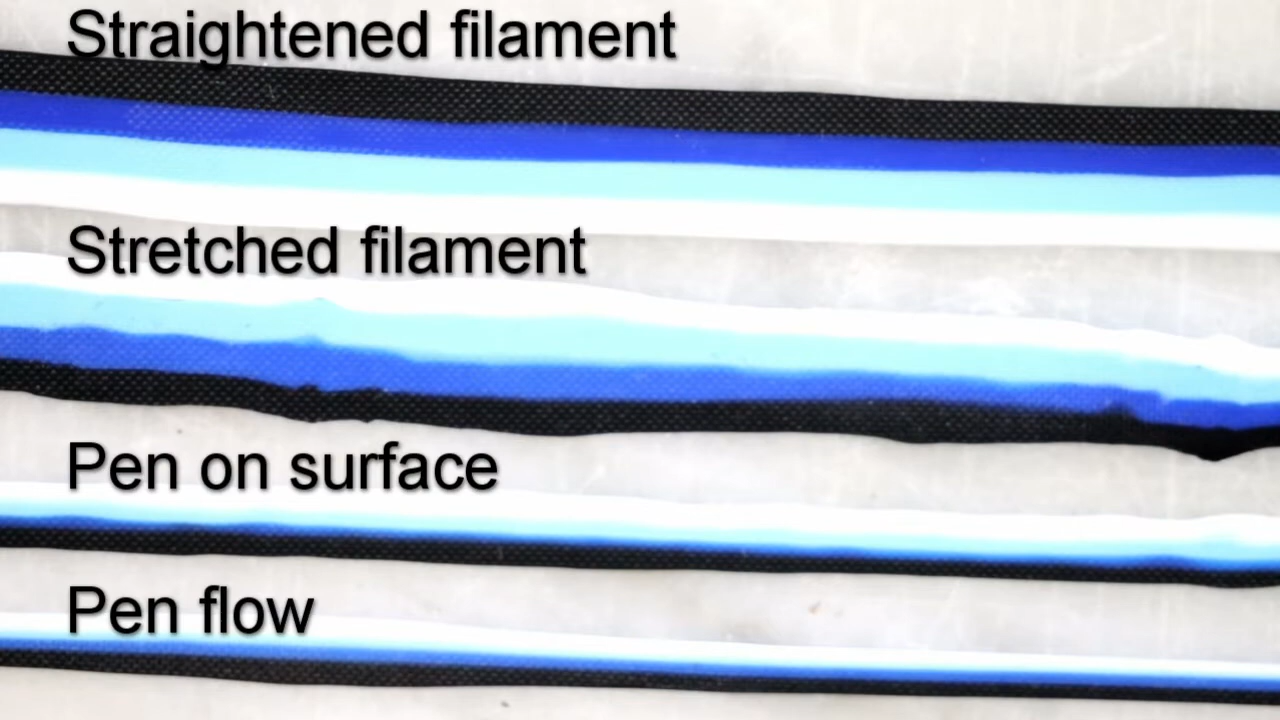 Straightened filament
Stretched filament
Pen on surface
Pen flow